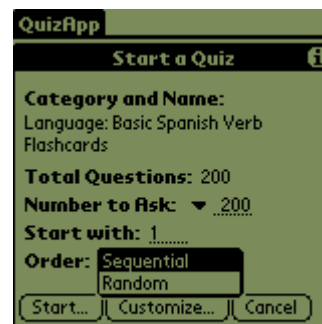 QuizApp
Start a Quiz
i
Category and Name:
Language: Basic Spanish Verb
Flashcards
Total Questions: 200
Number to Ask: 200
Start with: 1
Order: Sequential
Random
Start... Customize... Cancel